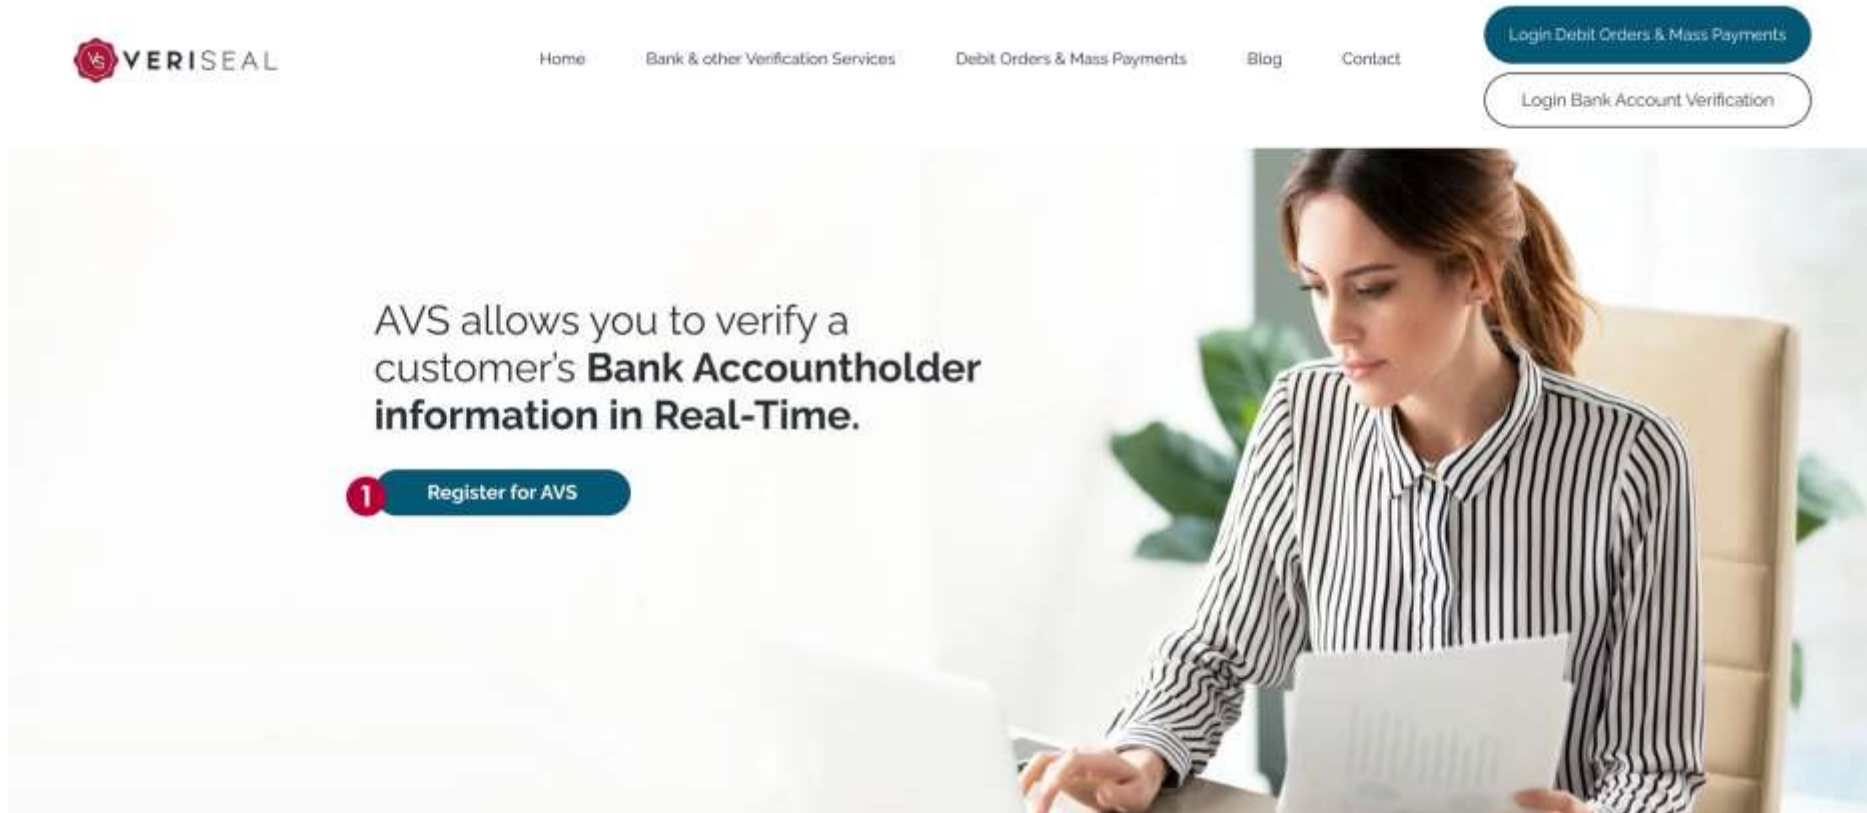 VS VERISEAL
Home
Bank & other Verification Services
Debit Orders & Mass Payments
Blog
Contact
Login Debit Orders & Mass Payments
Login Bank Account Verification
AVS allows you to verify a
customer's Bank Accountholder
information in Real-Time.
1 Register for AVS